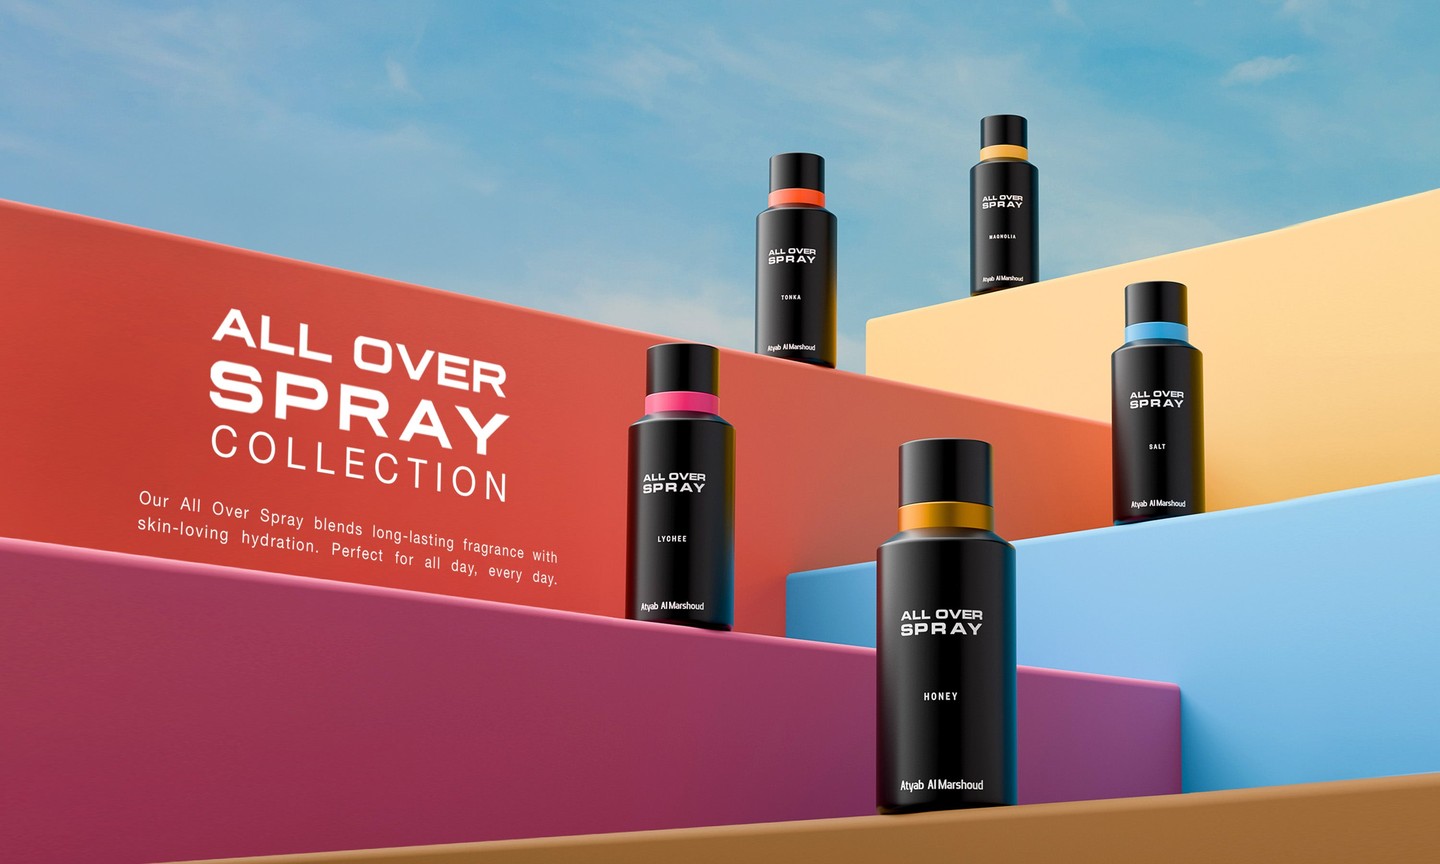 ALL OVER
SPRAY
COLLECTION
Our All Over Spray blends long-lasting fragrance with
skin-loving hydration. Perfect for all day, every day.
ALL OVER
SPRAY
TONKA
Atyab Al Marshoud
ALL OVER
SPRAY
MAGNOLIA
Atyab Al Marshoud
ALL OVER
SPRAY
LYCHEE
Atyab Al Marshoud
ALL OVER
SPRAY
SALT
Atyab Al Marshoud
ALL OVER
SPRAY
HONEY
Atyab Al Marshoud